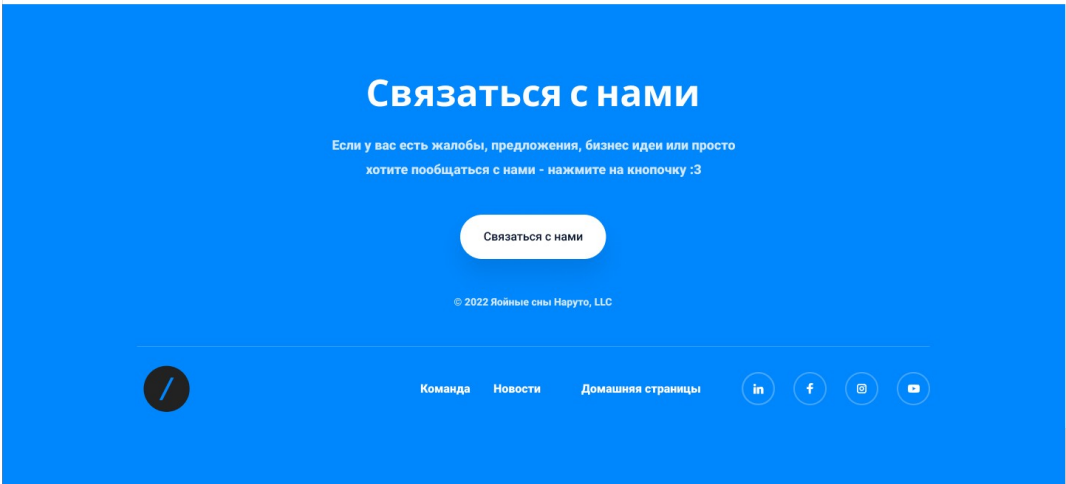 Связаться с нами
Если у вас есть жалобы, предложения, бизнес идеи или просто
хотите пообщаться с нами - нажмите на кнопочку :3
Связаться с нами
© 2022 Яойные сны Наруто, LLC
Команда Новости Домашняя страницы